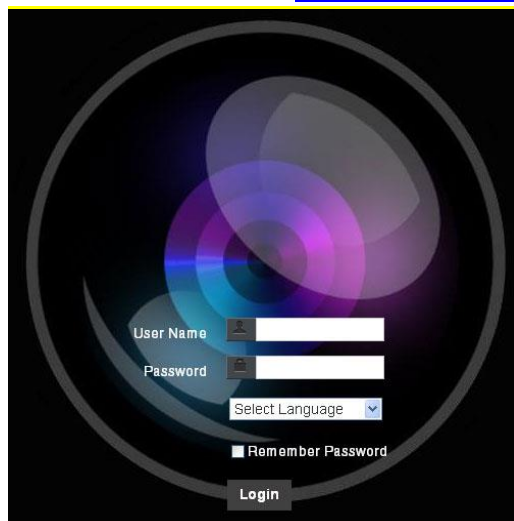 User Name
Password
Select Language
Remember Password
Login